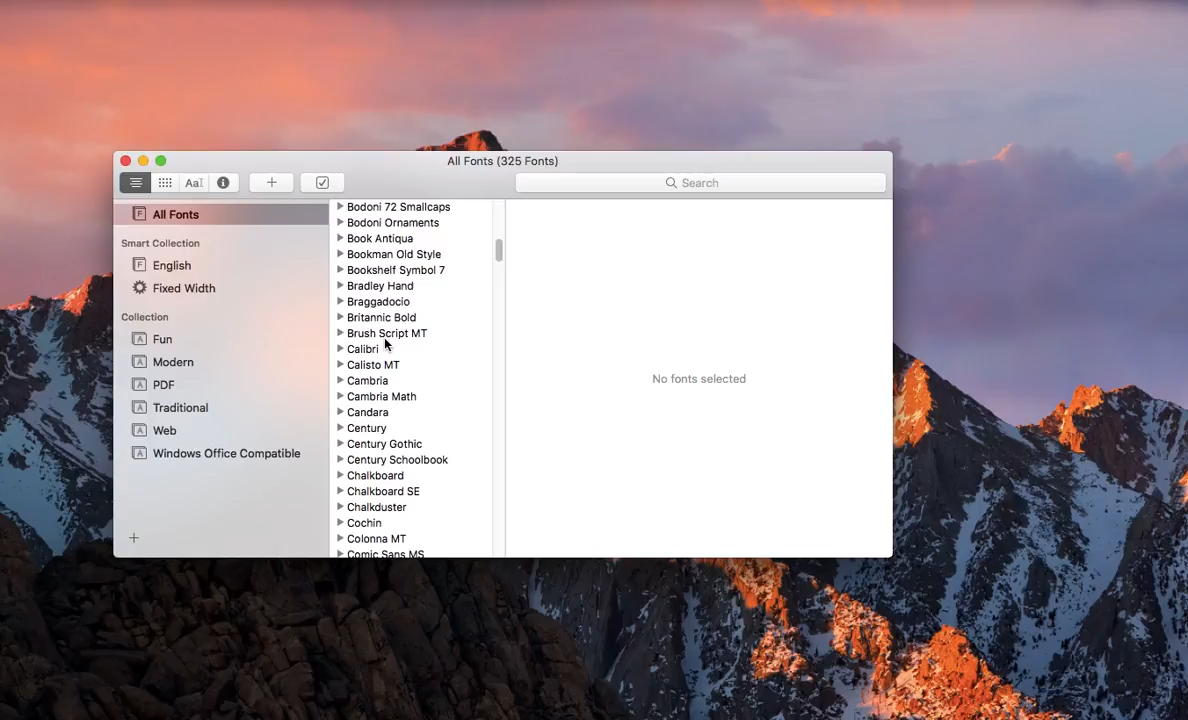 All Fonts (325 Fonts)
AaI
+
Search
All Fonts
Smart Collection
English
Fixed Width
Collection
Fun
Modern
PDF
Traditional
Web
Windows Office Compatible
+
Bodoni 72 Smallcaps
Bodoni Ornaments
Book Antiqua
Bookman Old Style
Bookshelf Symbol 7
Bradley Hand
Braggadocio
Britannic Bold
Brush Script MT
Calibri
Calisto MT
Cambria
Cambria Math
Candara
Century
Century Gothic
Century Schoolbook
Chalkboard
Chalkboard SE
Chalkduster
Cochin
Colonna MT
Comic Sans MS
No fonts selected